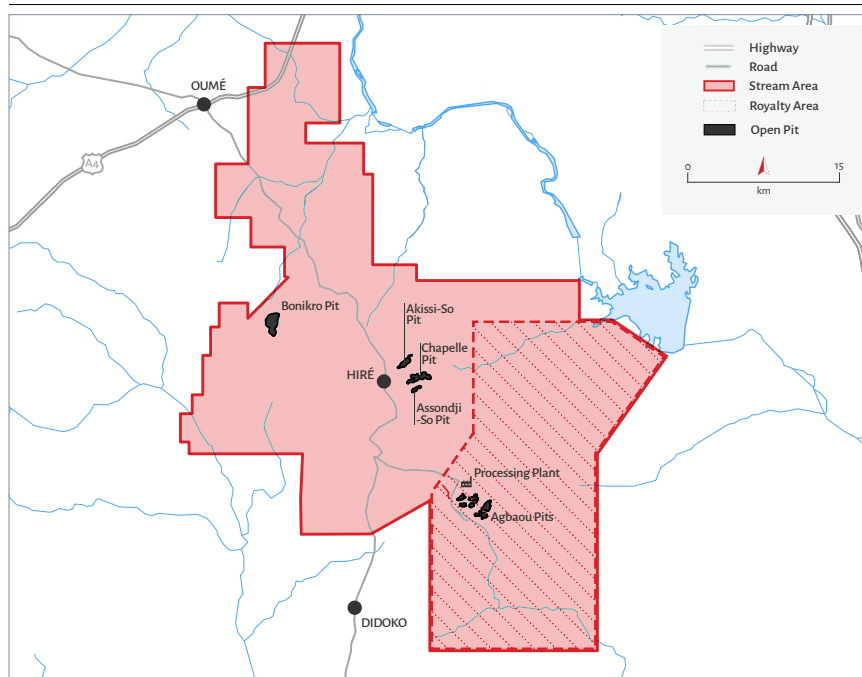 Highway
Road
Stream Area
Royalty Area
Open Pit
0
15
km
OUMÉ
A4
Bonikro Pit
Akissi-So
Pit
Chapelle
Pit
HIRÉ
Assondji
-So Pit
Processing Plant
Agbaou Pits
DIDOKO